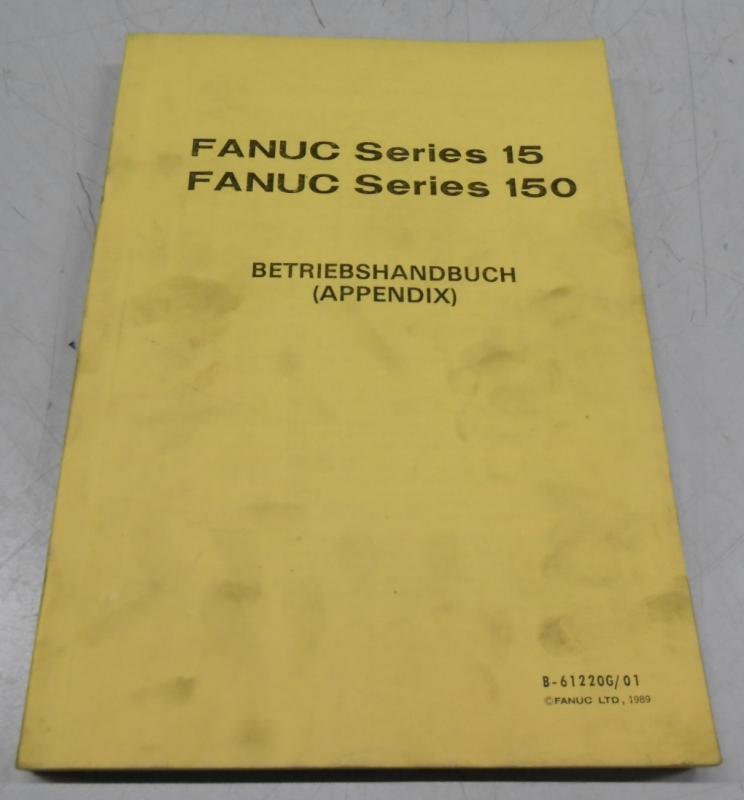 FANUC Series 15
FANUC Series 150
BETRIEBSHANDBUCH
(APPENDIX)
B-61220G/01
©FANUC LTD, 1989